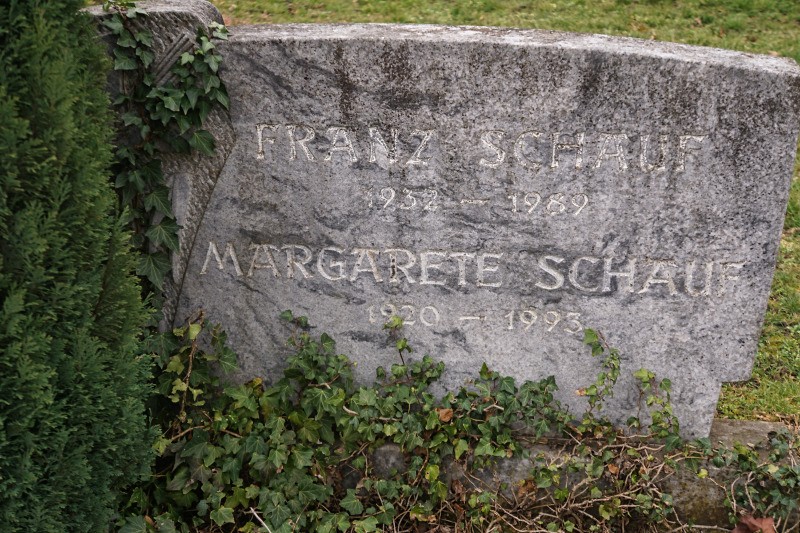 FRANZ SCHAUF
1932 – 1989
MARGARETE SCHAUF
1920 – 1993